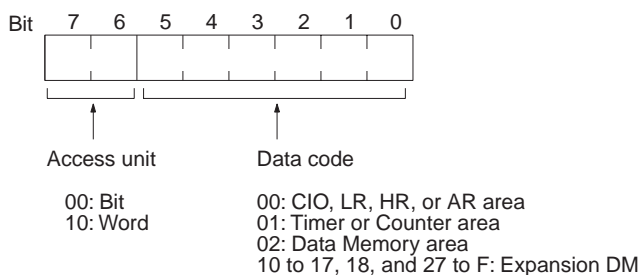 Bit 7 6 5 4 3 2 1 0
Access unit Data code
00: Bit 00: CIO, LR, HR, or AR area
10: Word 01: Timer or Counter area
02: Data Memory area
10 to 17, 18, and 27 to F: Expansion DM